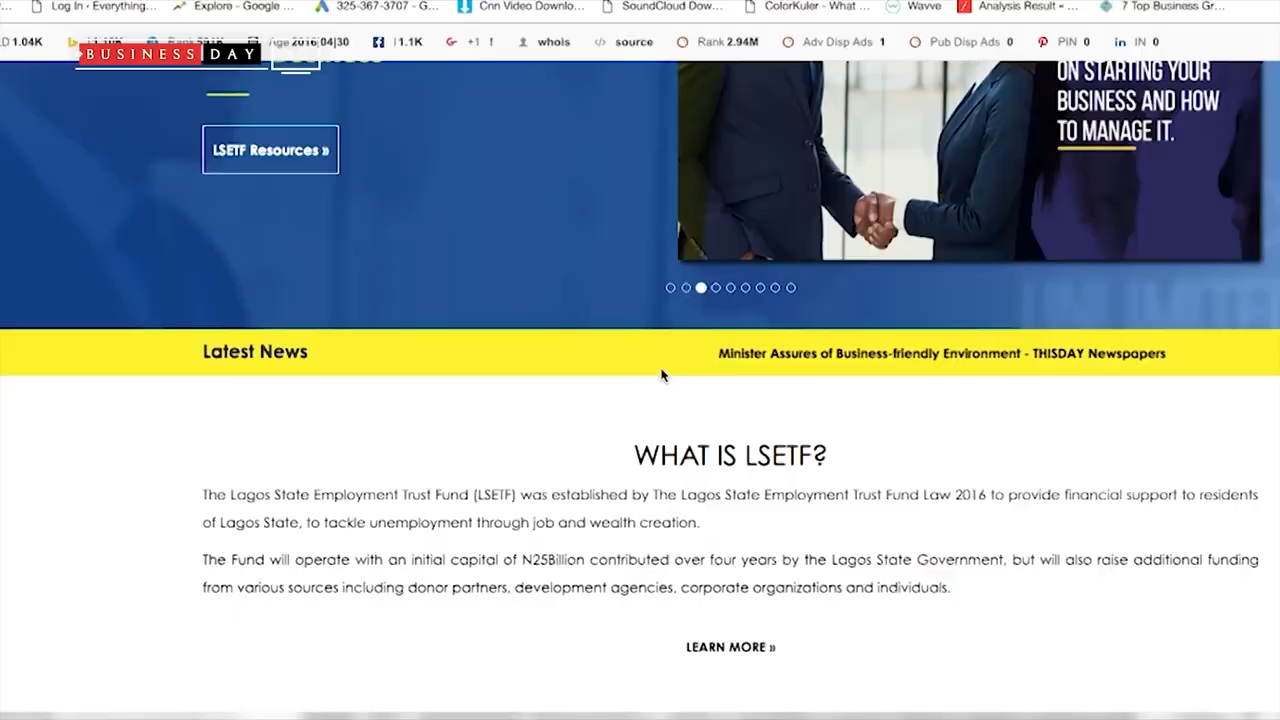 Log In · Everything... Explore - Google ... 325-367-3707 - G... Cnn Video Downlo... SoundCloud Dow... ColorKuler - What ... Wavve Analysis Result - ... 7 Top Business Gr...
1.04K Age 2016|04|30 1.1K +1 whois source Rank 2.94M Adv Disp Ads 1 Pub Disp Ads 0 PIN 0 IN 0
BUSINESS DAY
ON STARTING YOUR
BUSINESS AND HOW
TO MANAGE IT.
LSETF Resources »
Latest News
Minister Assures of Business-friendly Environment - THISDAY Newspapers
WHAT IS LSETF?
The Lagos State Employment Trust Fund (LSETF) was established by The Lagos State Employment Trust Fund Law 2016 to provide financial support to residents
of Lagos State, to tackle unemployment through job and wealth creation.
The Fund will operate with an initial capital of N25Billion contributed over four years by the Lagos State Government, but will also raise additional funding
from various sources including donor partners, development agencies, corporate organizations and individuals.
LEARN MORE »